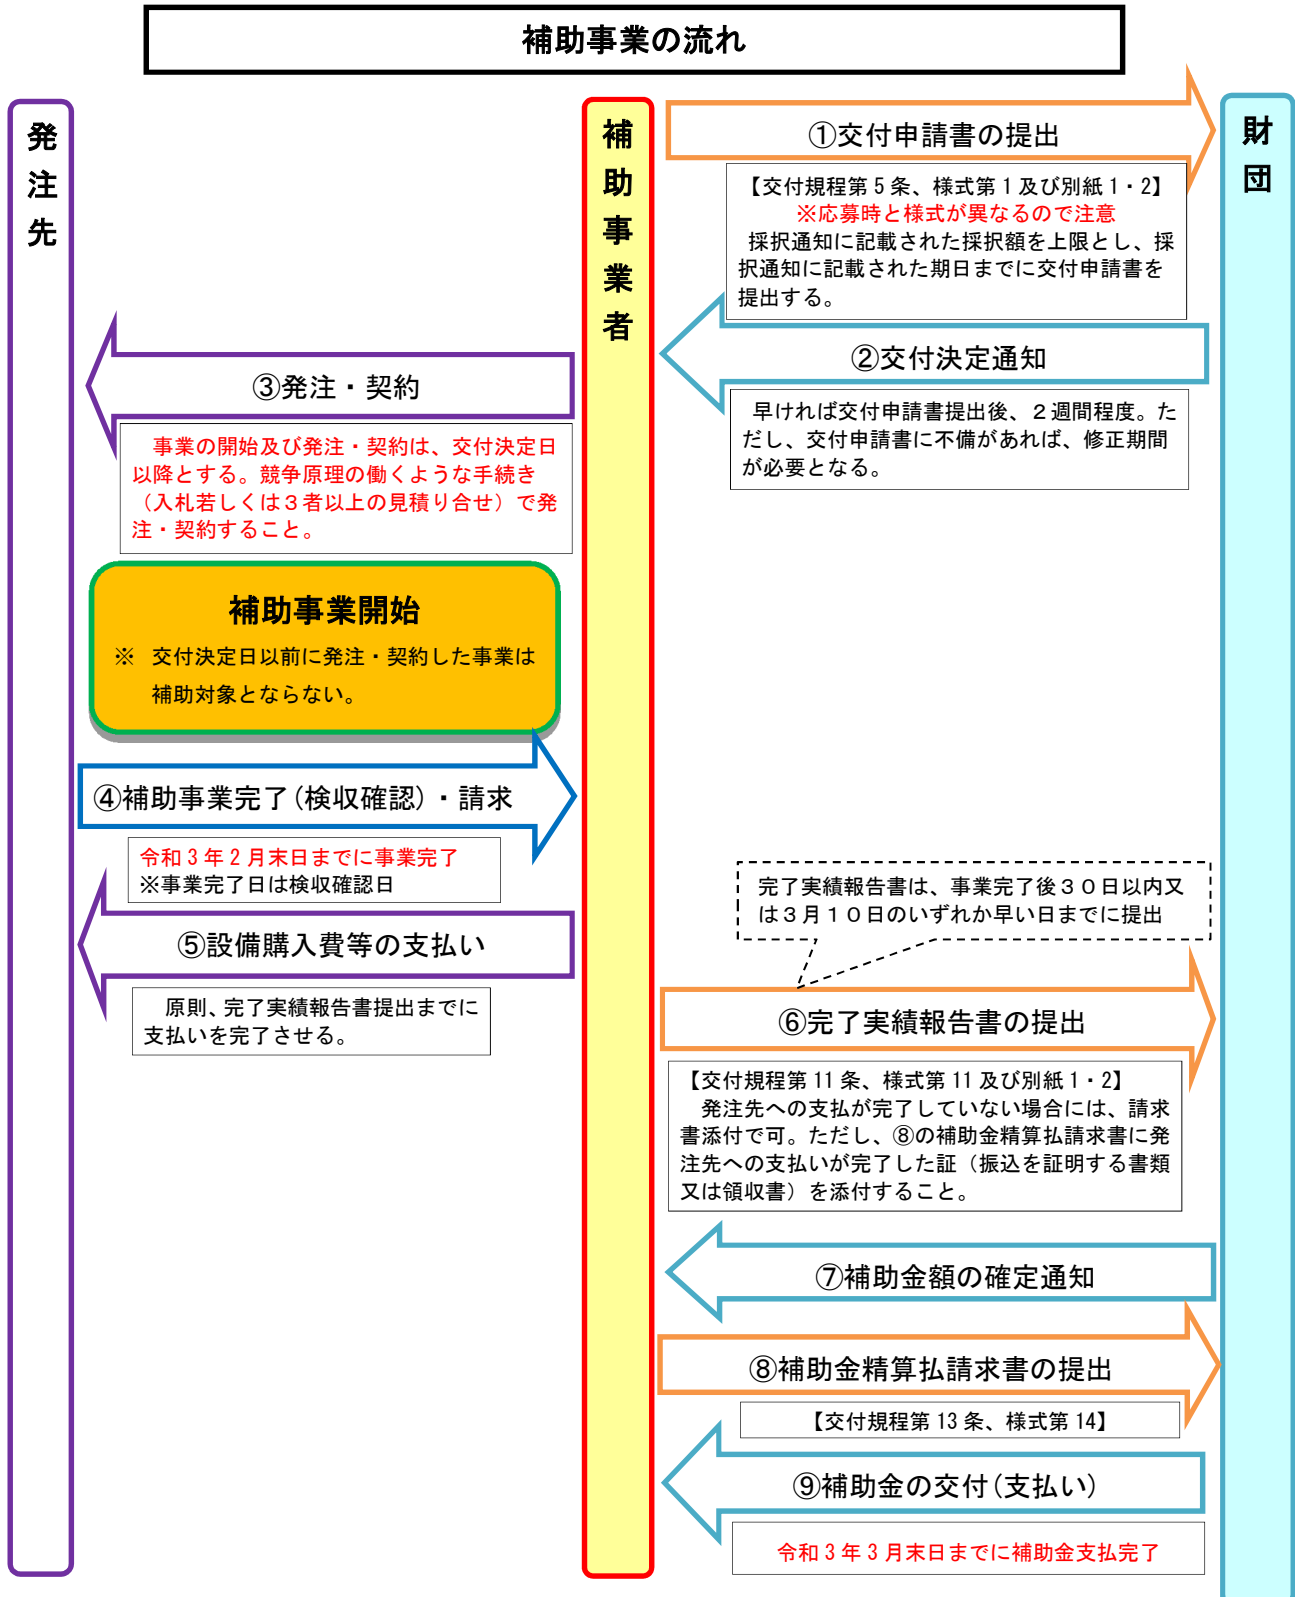 補助事業の流れ
発注先
補助事業者
財団
①交付申請書の提出
【交付規程第5条、様式第1及び別紙1・2】
※応募時と様式が異なるので注意
採択通知に記載された採択額を上限とし、採
択通知に記載された期日までに交付申請書を
提出する。
②交付決定通知
早ければ交付申請書提出後、２週間程度。た
だし、交付申請書に不備があれば、修正期間
が必要となる。
③発注・契約
事業の開始及び発注・契約は、交付決定日
以降とする。競争原理の働くような手続き
（入札若しくは３者以上の見積り合せ）で発
注・契約すること。
補助事業開始
※　交付決定日以前に発注・契約した事業は
補助対象とならない。
④補助事業完了(検収確認)・請求
令和3年2月末日までに事業完了
※事業完了日は検収確認日
⑤設備購入費等の支払い
原則、完了実績報告書提出までに
支払いを完了させる。
完了実績報告書は、事業完了後３０日以内又
は３月１０日のいずれか早い日までに提出
⑥完了実績報告書の提出
【交付規程第11条、様式第11及び別紙1・2】
発注先への支払が完了していない場合には、請求
書添付で可。ただし、⑧の補助金精算払請求書に発
注先への支払いが完了した証（振込を証明する書類
又は領収書）を添付すること。
⑦補助金額の確定通知
⑧補助金精算払請求書の提出
【交付規程第13条、様式第14】
⑨補助金の交付(支払い)
令和3年3月末日までに補助金支払完了